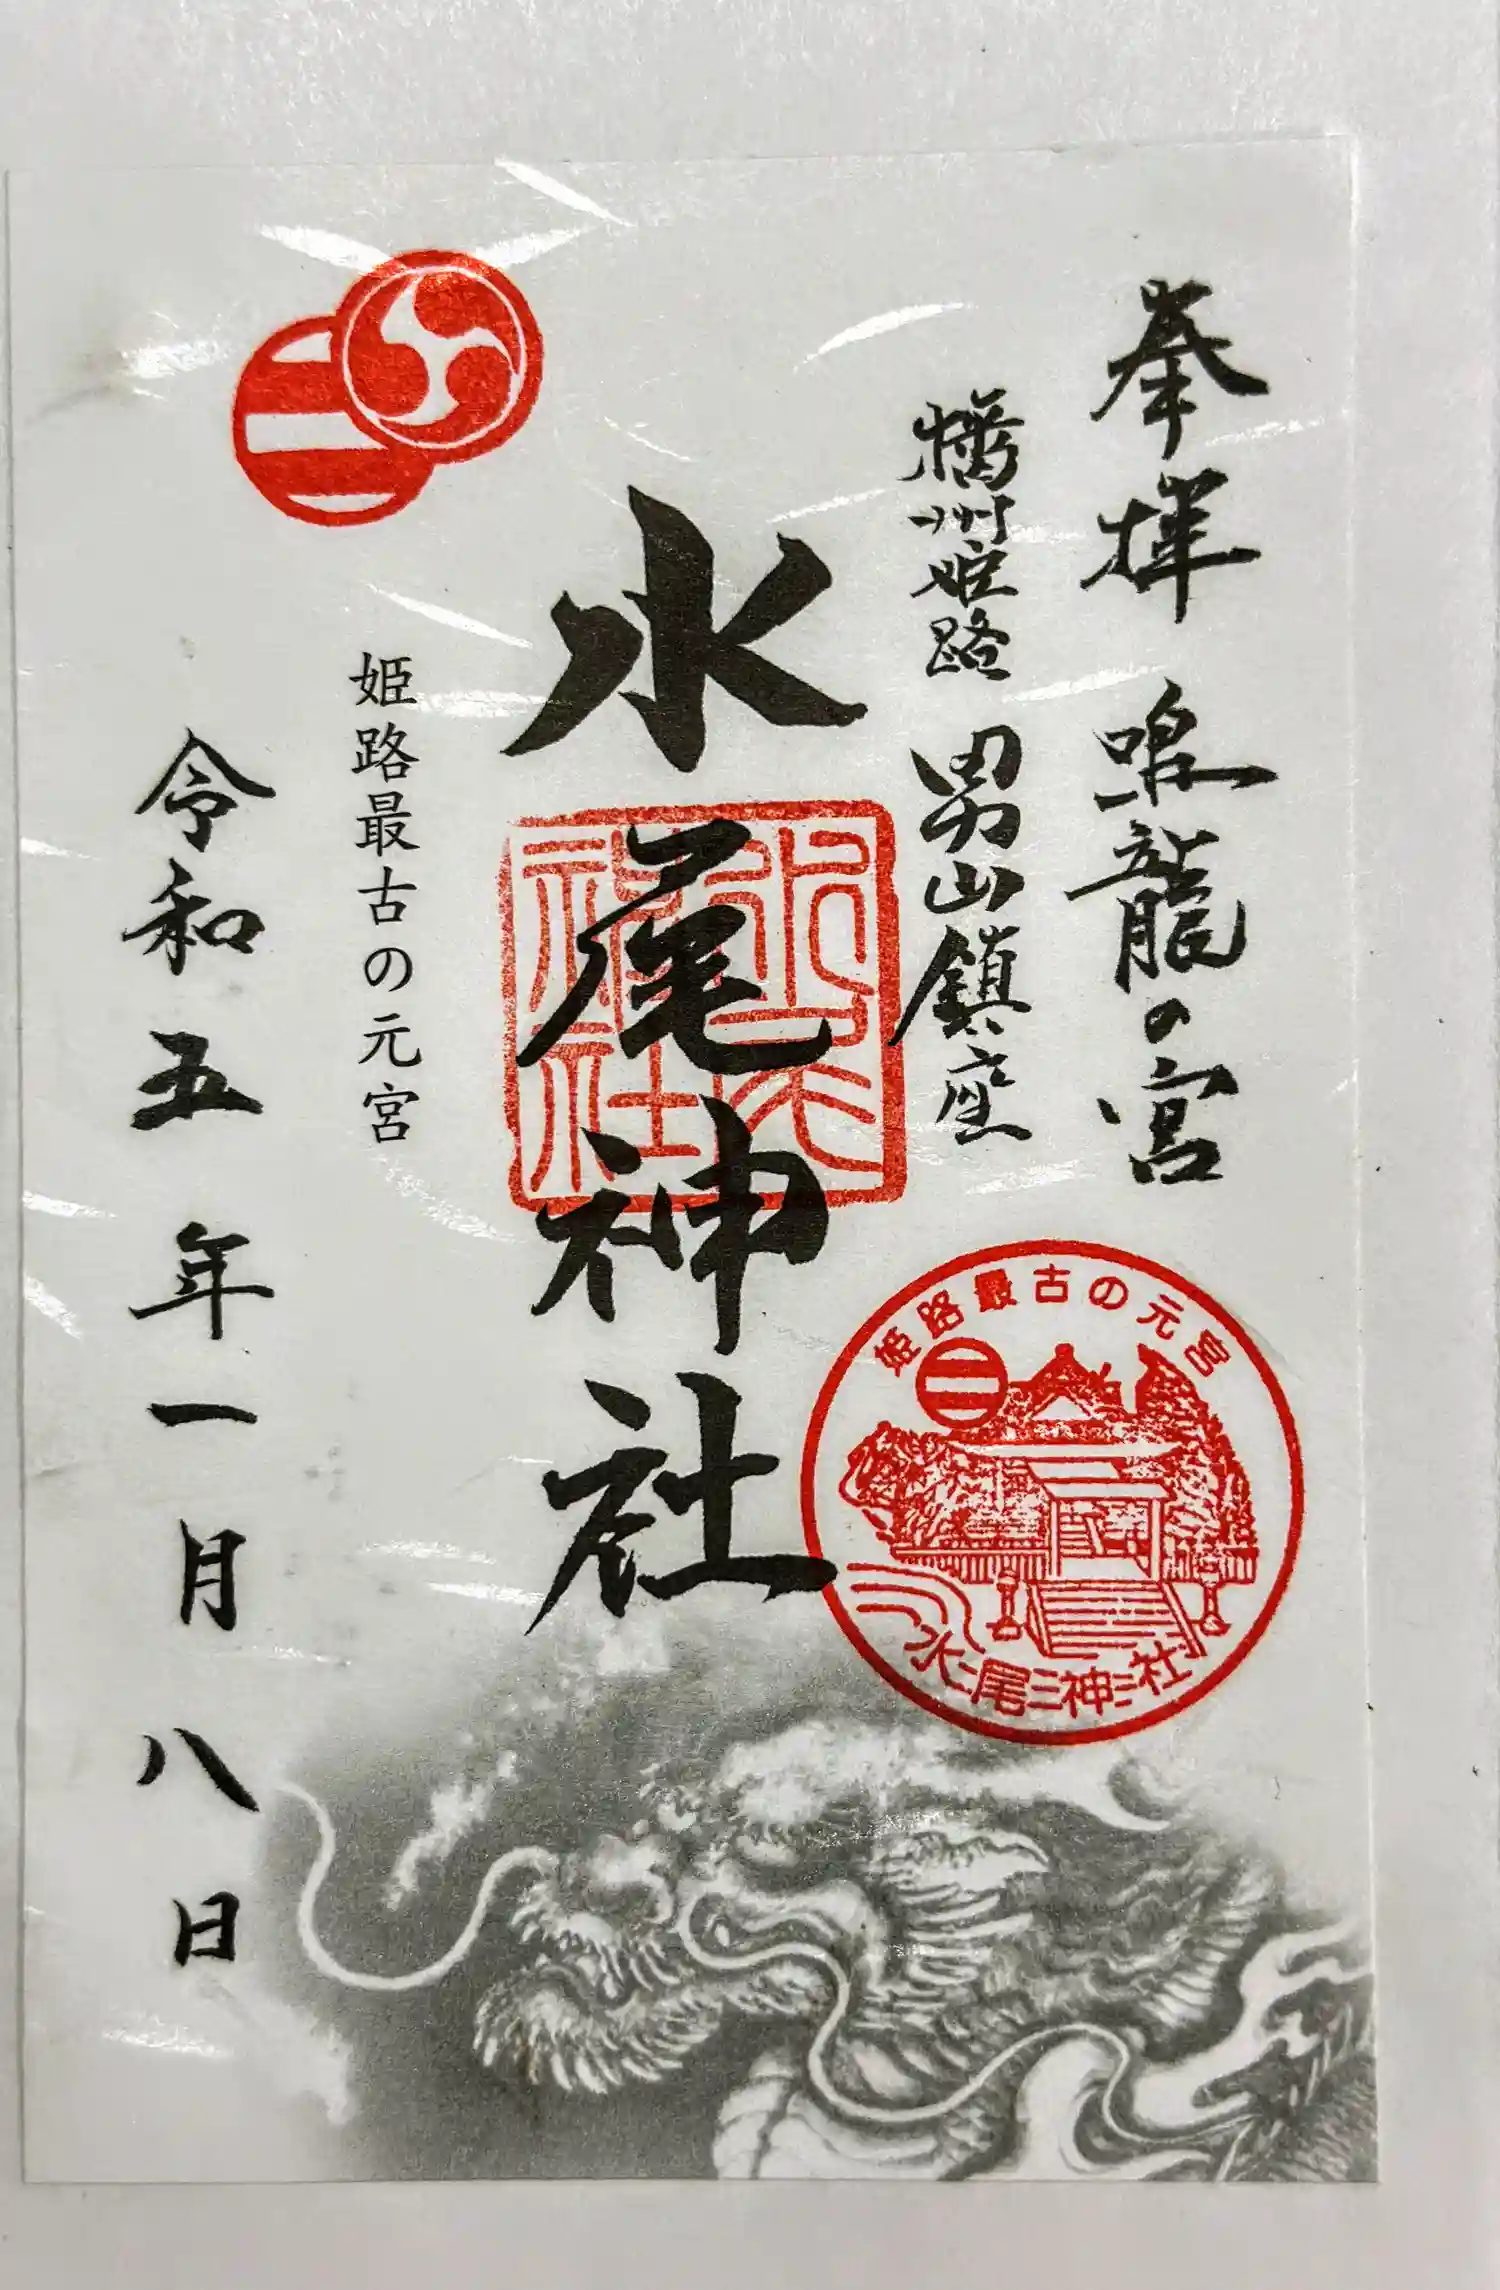 奉拝 鳴龍の宮
播州姫路 男山鎮座
水尾神社
水尾神社
姫路最古の元宮
令和五年一月八日
姫路最古の元宮
二
水尾神社